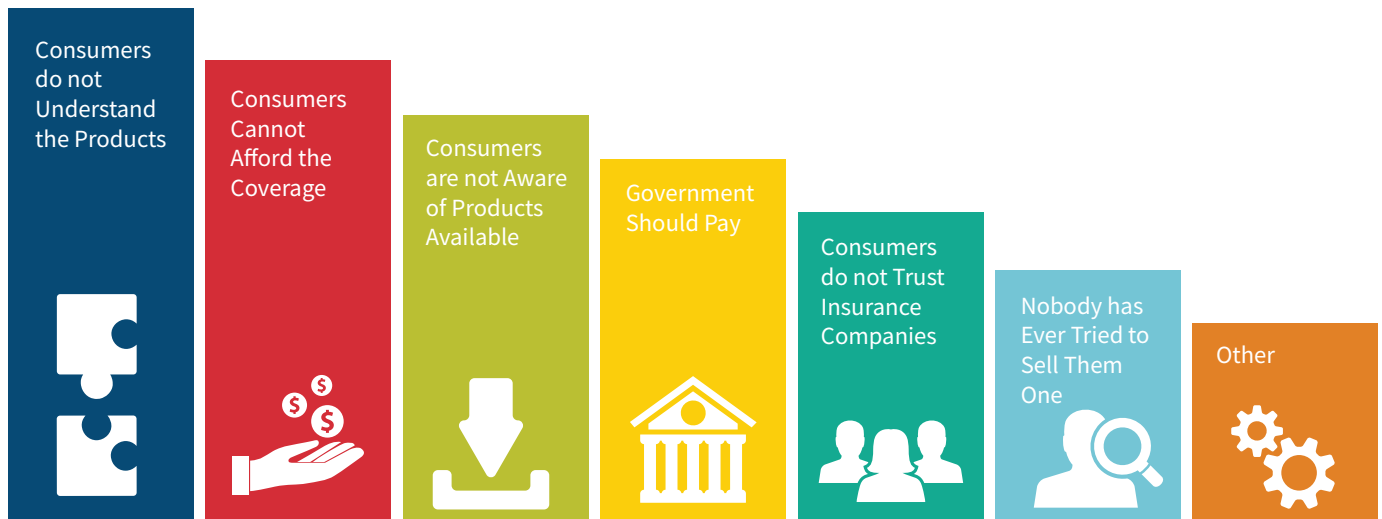 Consumers
do not
Understand
the Products
Consumers
Cannot
Afford the
Coverage
Consumers
are not Aware
of Products
Available
Government
Should Pay
Consumers
do not Trust
Insurance
Companies
Nobody has
Ever Tried to
Sell Them
One
Other
$
$
$